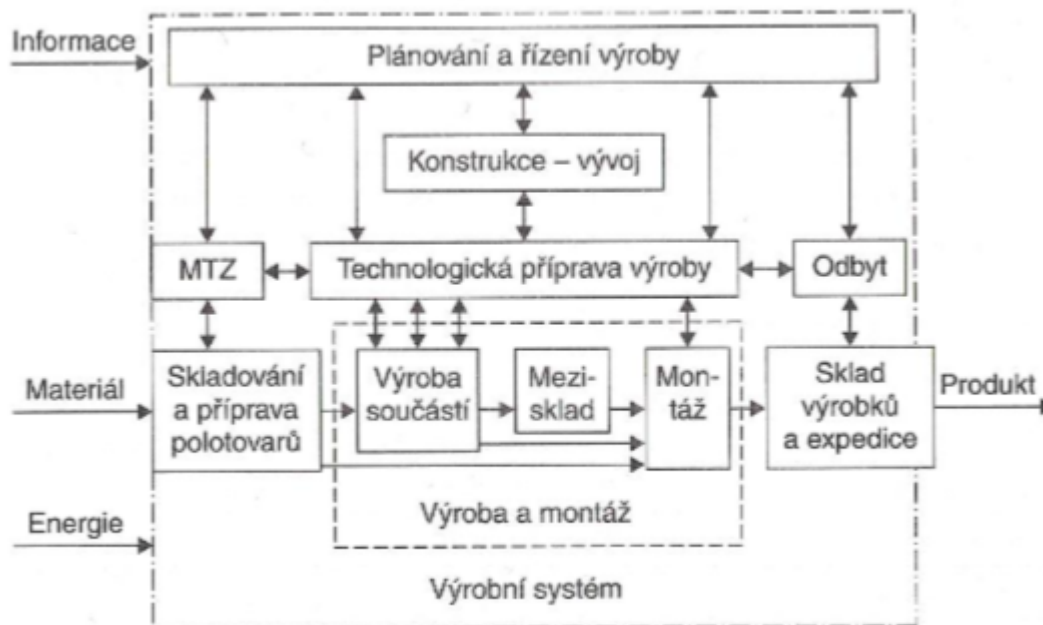 Informace
Plánování a řízení výroby
Konstrukce – vývoj
MTZ
Technologická příprava výroby
Odbyt
Materiál
Skladování
a příprava
polotovarů
Výroba
součástí
Mezi-
sklad
Mon-
táž
Sklad
výrobků
a expedice
Produkt
Výroba a montáž
Energie
Výrobní systém